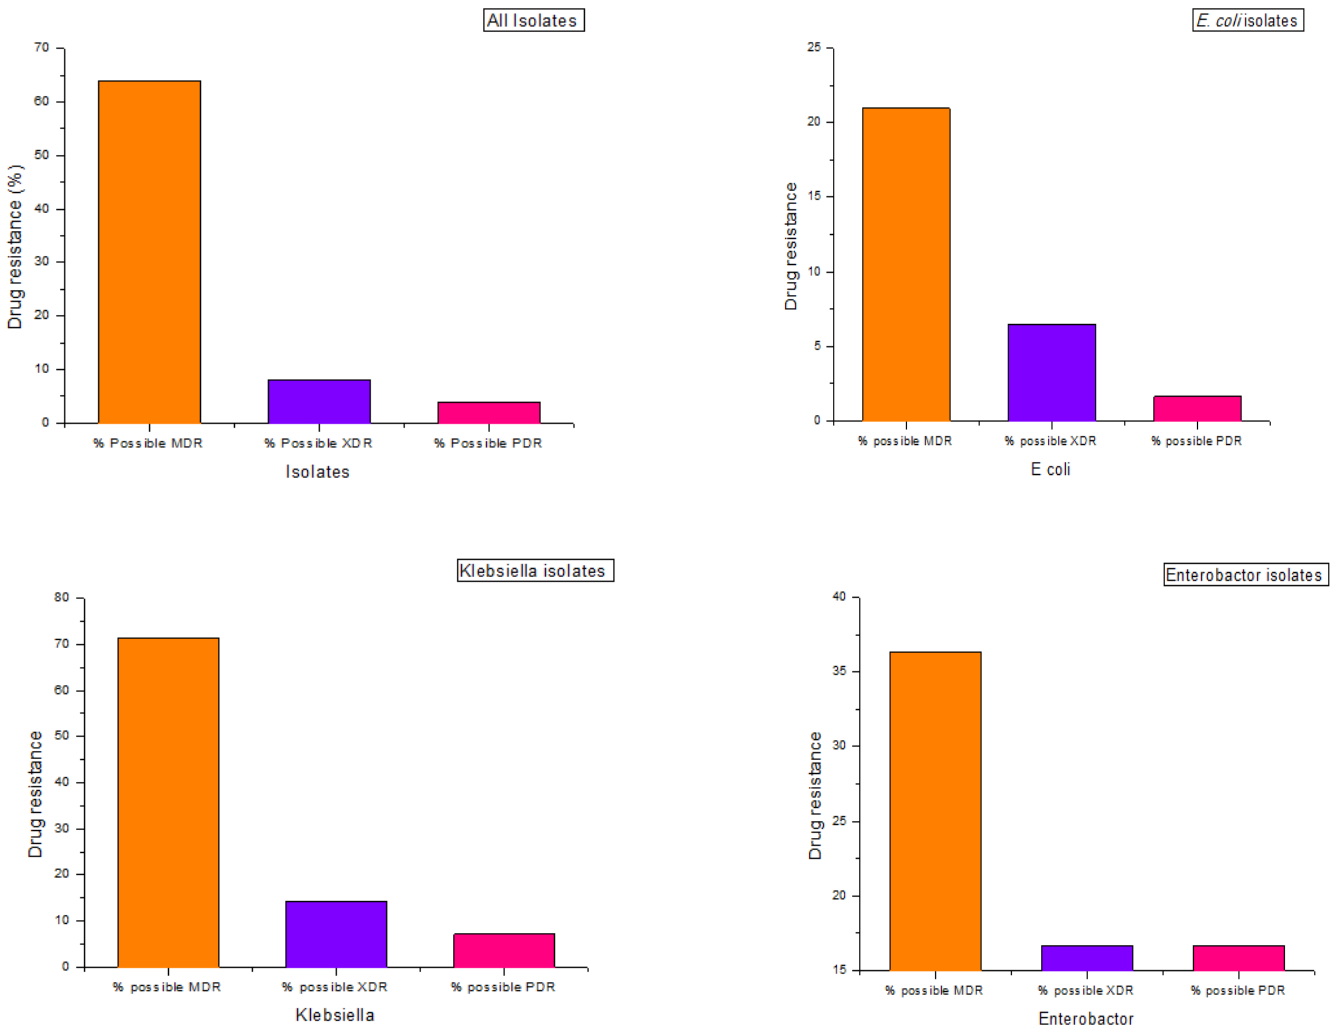 All Isolates
70
60
50
40
30
20
10
0
Drug resistance (%)
% Possible MDR
% Possible XDR
% Possible PDR
Isolates
E. coli isolates
25
20
15
10
5
0
Drug resistance
% possible MDR
% possible XDR
% possible PDR
E coli
Klebsiella isolates
80
70
60
50
40
30
20
10
0
Drug resistance
% possible MDR
% possible XDR
% possible PDR
Klebsiella
Enterobactor isolates
40
35
30
25
20
15
Drug resistance
% possible MDR
% possible XDR
% possible PDR
Enterobactor